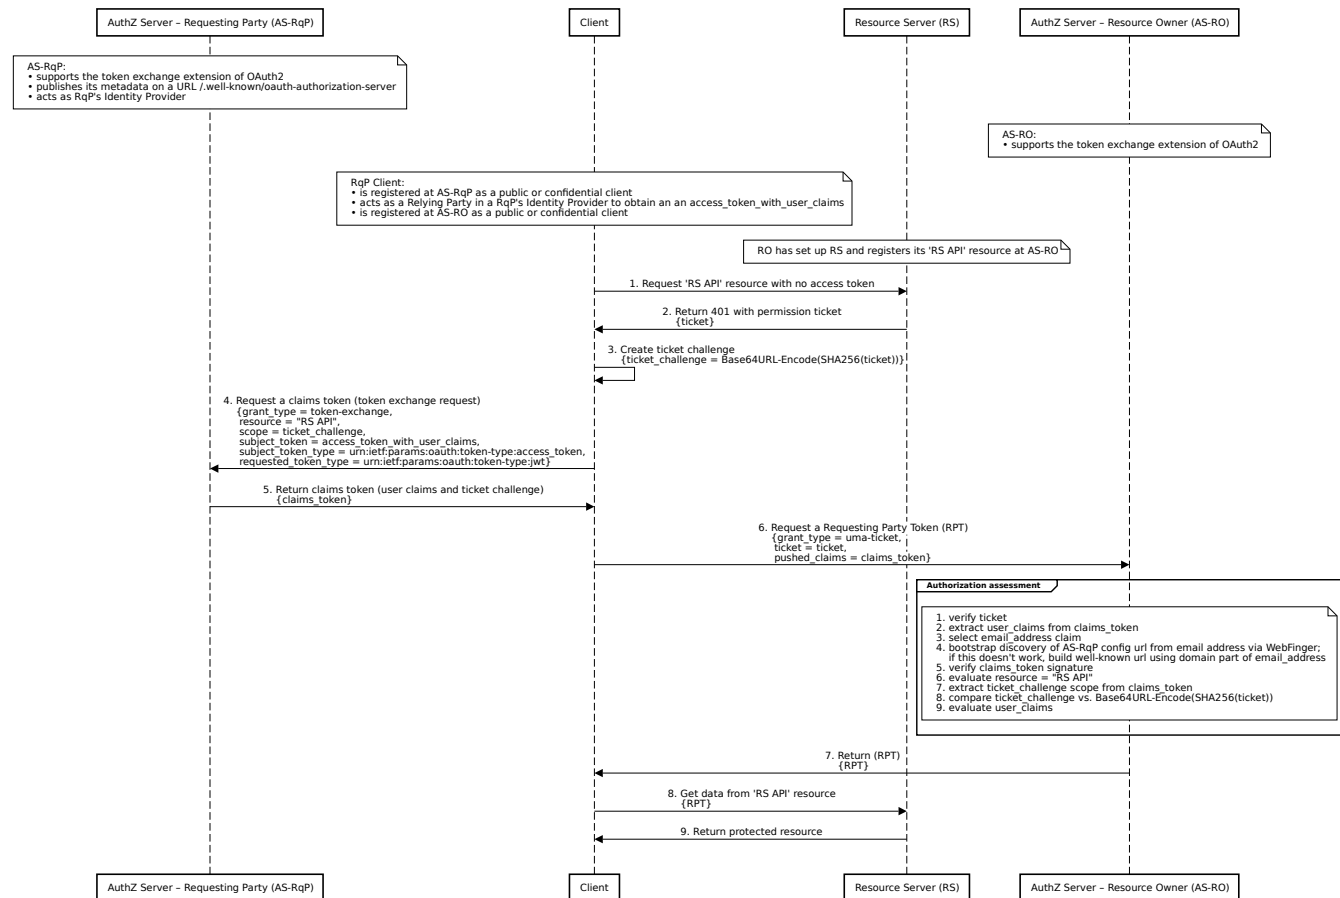 AuthZ Server – Requesting Party (AS-RqP)
Client
Resource Server (RS)
AuthZ Server – Resource Owner (AS-RO)
AS-RqP:
• supports the token exchange extension of OAuth2
• publishes its metadata on a URL /.well-known/oauth-authorization-server
• acts as RqP's Identity Provider
AS-RO:
• supports the token exchange extension of OAuth2
RqP Client:
• is registered at AS-RqP as a public or confidential client
• acts as a Relying Party in a RqP's Identity Provider to obtain an an access_token_with_user_claims
• is registered at AS-RO as a public or confidential client
RO has set up RS and registers its 'RS API' resource at AS-RO
1. Request 'RS API' resource with no access token
2. Return 401 with permission ticket
{ticket}
3. Create ticket challenge
{ticket_challenge = Base64URL-Encode(SHA256(ticket))}
4. Request a claims token (token exchange request)
{grant_type = token-exchange,
resource = "RS API",
scope = ticket_challenge,
subject_token = access_token_with_user_claims,
subject_token_type = urn:ietf:params:oauth:token-type:access_token,
requested_token_type = urn:ietf:params:oauth:token-type:jwt}
5. Return claims token (user claims and ticket challenge)
{claims_token}
6. Request a Requesting Party Token (RPT)
{grant_type = uma-ticket,
ticket = ticket,
pushed_claims = claims_token}
Authorization assessment
1. verify ticket
2. extract user_claims from claims_token
3. select email_address claim
4. bootstrap discovery of AS-RqP config url from email address via WebFinger;
if this doesn't work, build well-known url using domain part of email_address
5. verify claims_token signature
6. evaluate resource = "RS API"
7. extract ticket_challenge scope from claims_token
8. compare ticket_challenge vs. Base64URL-Encode(SHA256(ticket))
9. evaluate user_claims
7. Return (RPT)
{RPT}
8. Get data from 'RS API' resource
{RPT}
9. Return protected resource
AuthZ Server – Requesting Party (AS-RqP)
Client
Resource Server (RS)
AuthZ Server – Resource Owner (AS-RO)